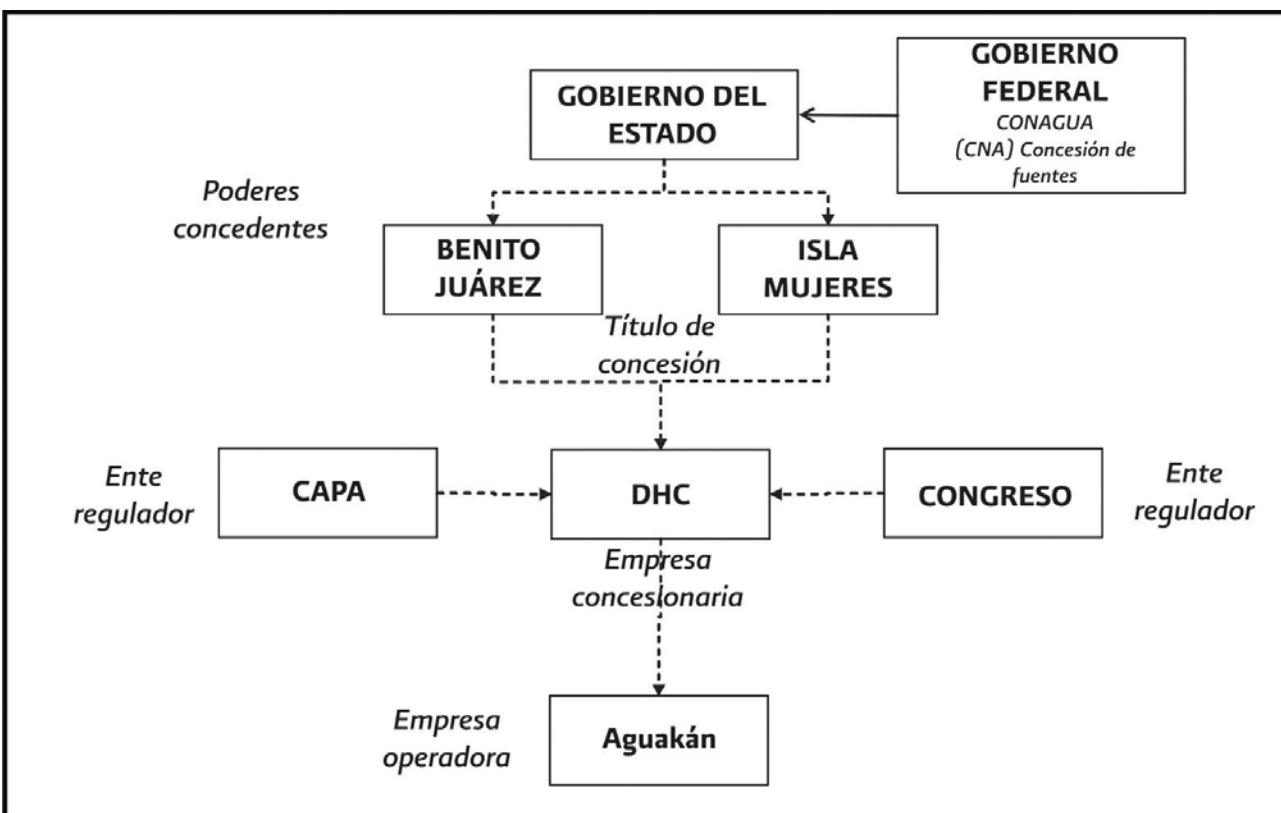 GOBIERNO DEL
ESTADO
GOBIERNO
FEDERAL
CONAGUA
(CNA) Concesión de
fuentes
Poderes
concedentes
BENITO
JUÁREZ
ISLA
MUJERES
Título de
concesión
Ente
regulador
CAPA
DHC
CONGRESO
Ente
regulador
Empresa
concesionaria
Empresa
operadora
Aguakán